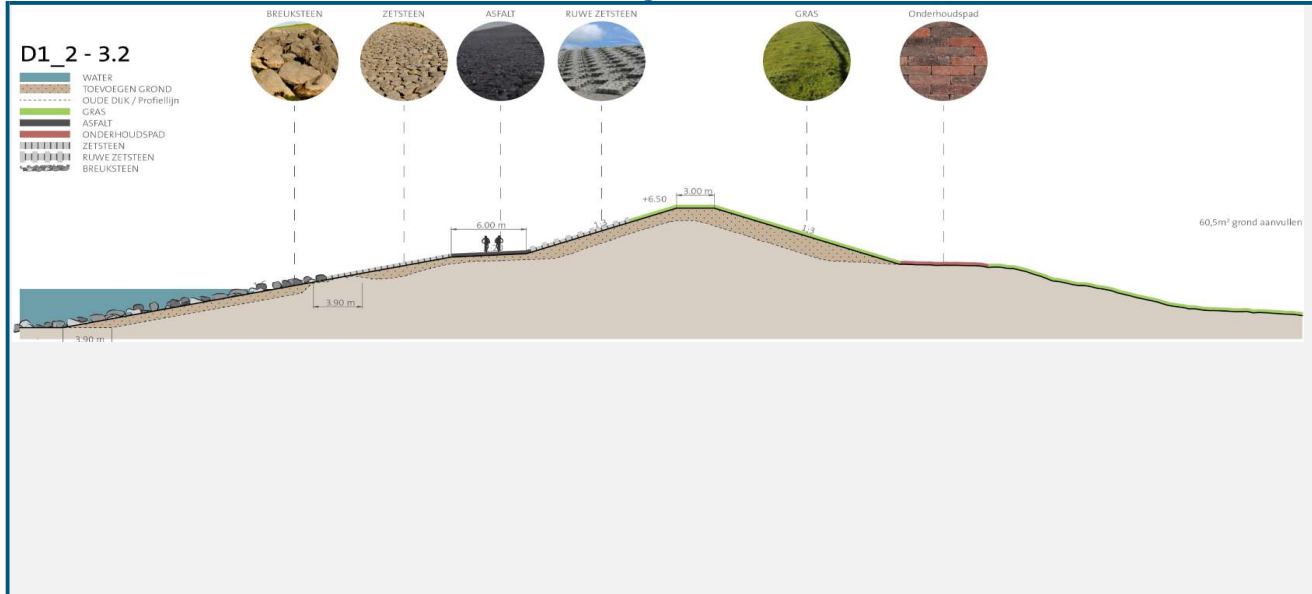 BREUKSTEEN
ZETSTEEN
ASFALT
RUWE ZETSTEEN
GRAS
Onderhoudspad
D1_2 - 3.2
WATER
TOEVOEGEN GROND
OUDE DIJK / Profiellijn
GRAS
ASFALT
ONDERHOUDSPAD
ZETSTEEN
RUWE ZETSTEEN
BREUKSTEEN
+6.50
3.00 m
6.00 m
1:3
1:3
60,5m² grond aanvullen
3.90 m
3.90 m